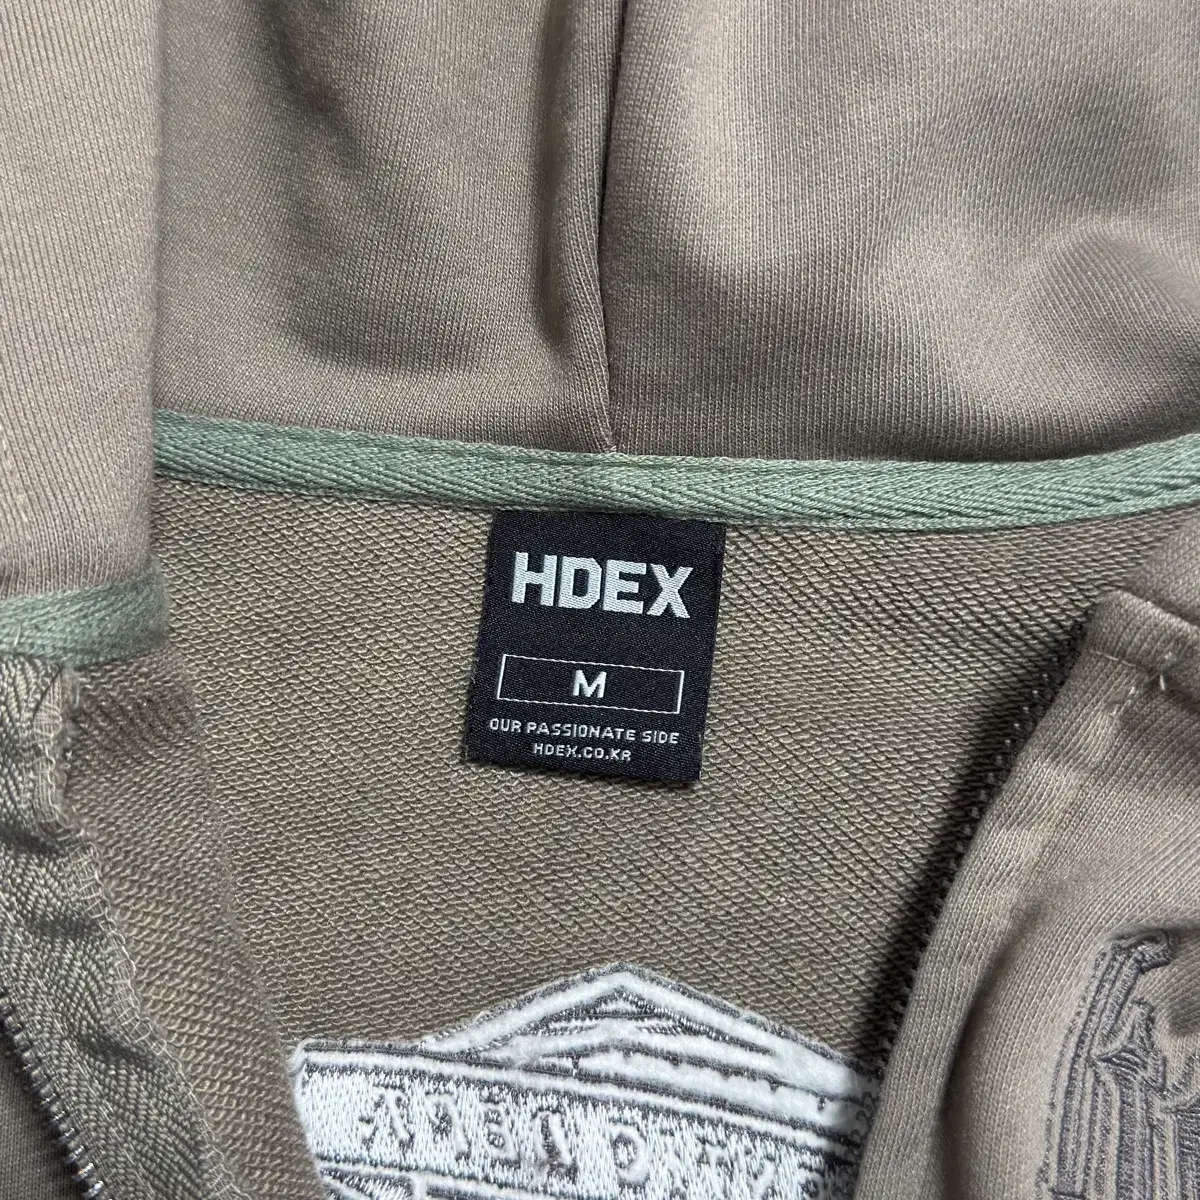 HDEX
M
OUR PASSIONATE SIDE
HDEX.CO.KR